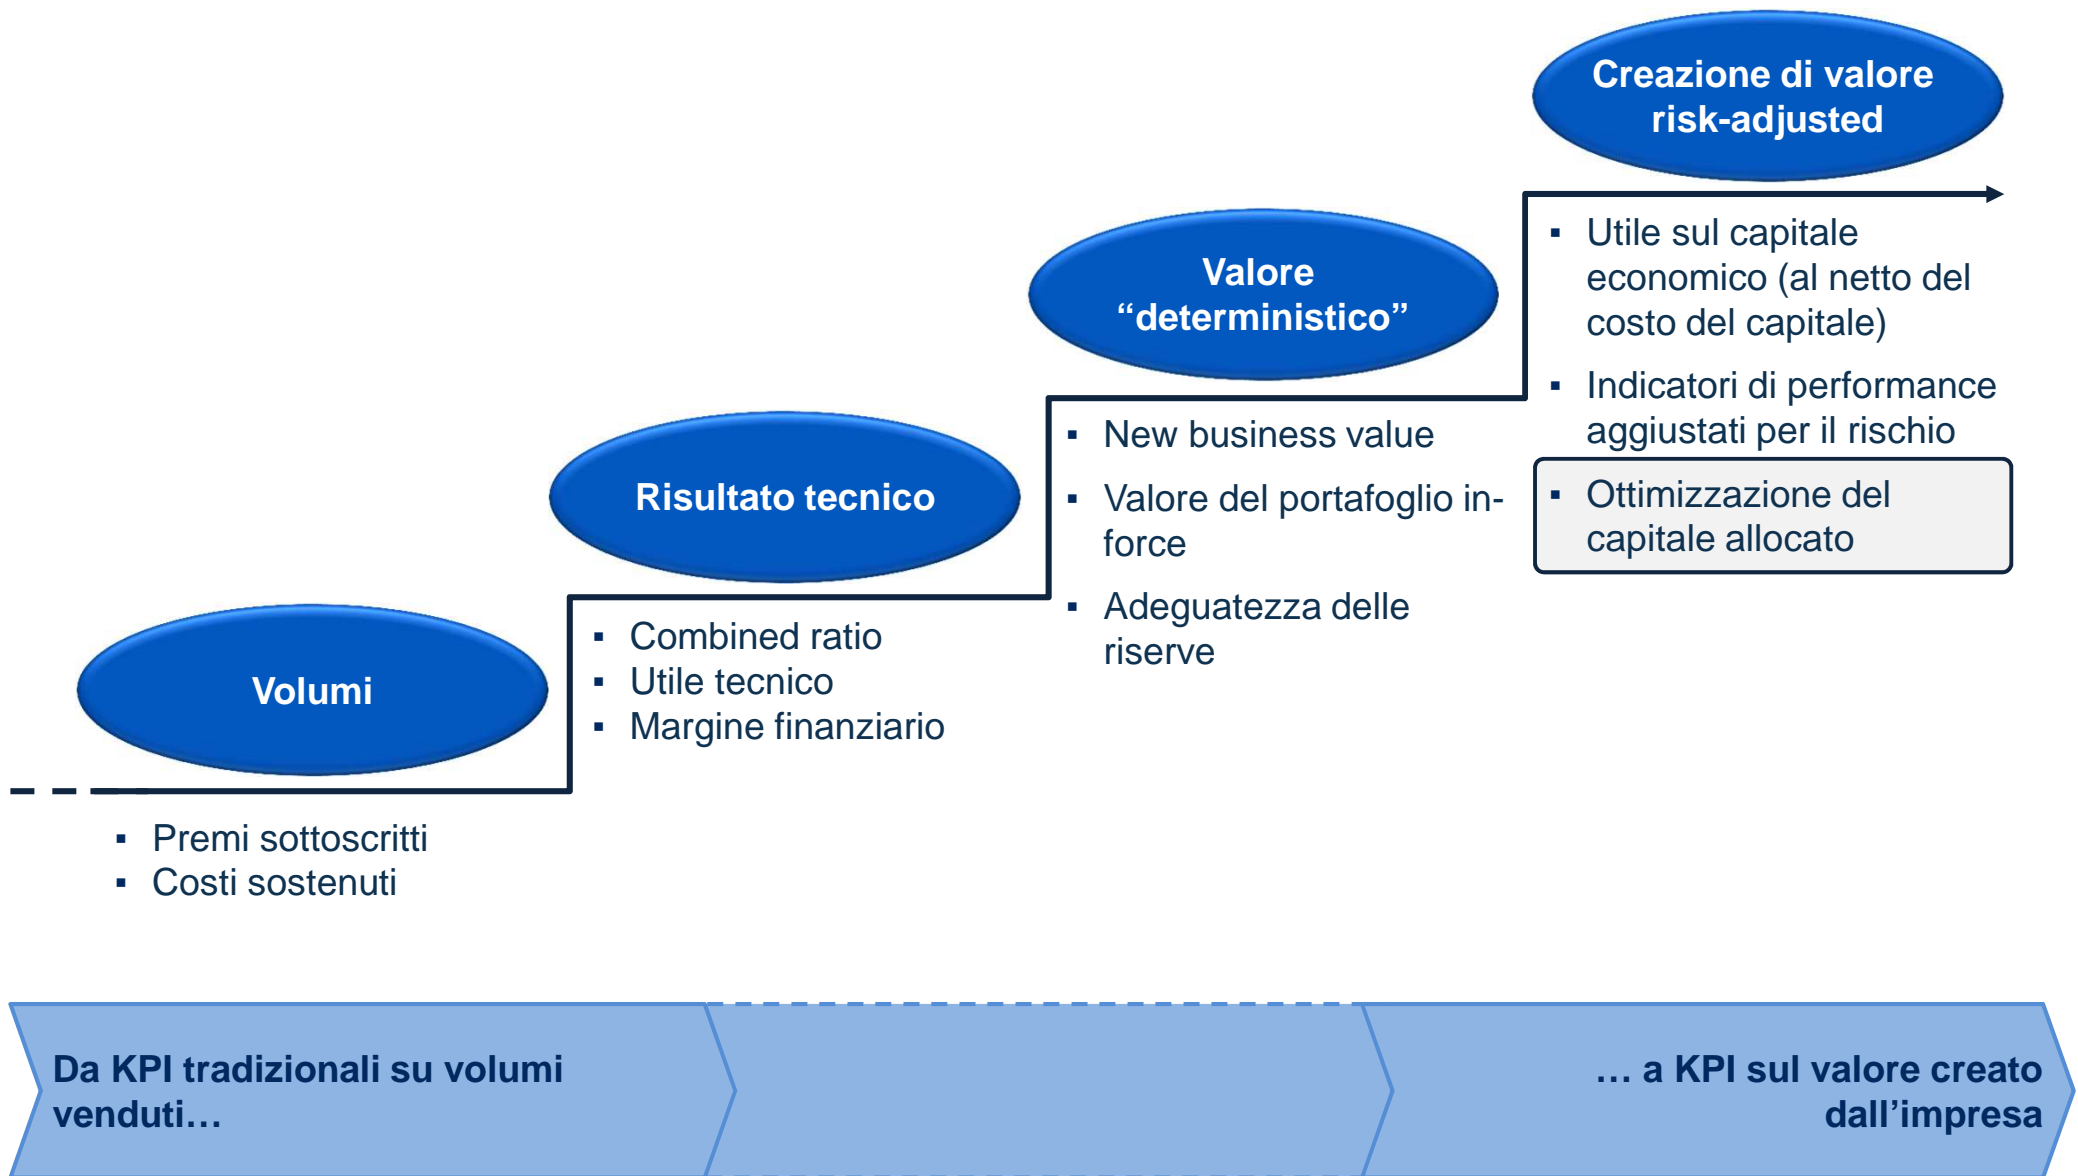 Creazione di valore
risk-adjusted
▪ Utile sul capitale
economico (al netto del
costo del capitale)
▪ Indicatori di performance
aggiustati per il rischio
▪ Ottimizzazione del
capitale allocato
Valore
“deterministico”
▪ New business value
▪ Valore del portafoglio in-
force
▪ Adeguatezza delle
riserve
Risultato tecnico
▪ Combined ratio
▪ Utile tecnico
▪ Margine finanziario
Volumi
▪ Premi sottoscritti
▪ Costi sostenuti
Da KPI tradizionali su volumi
venduti…
… a KPI sul valore creato
dall’impresa